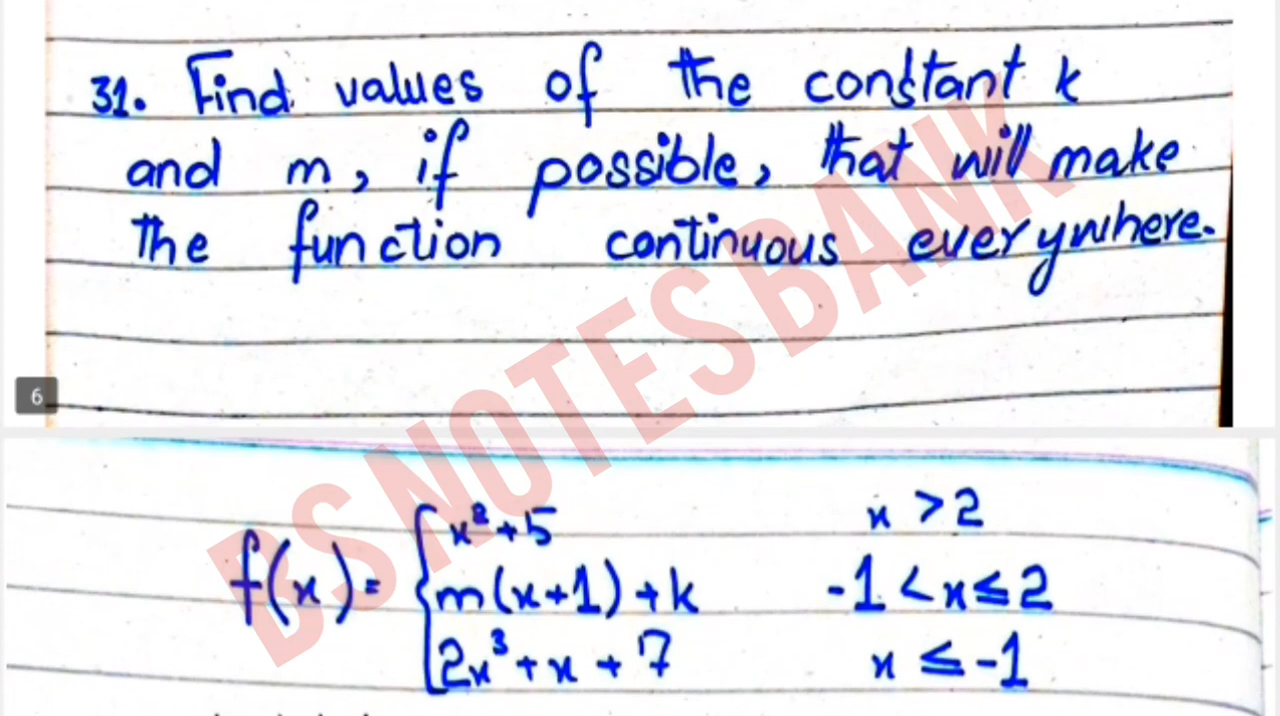 31. Find values of the constant k
and m, if possible, that will make
the function continuous everywhere.
6
f(x) = { x² + 5 x > 2
m(x+1) + k -1 < x ≤ 2
2x³ + x + 7 x ≤ -1
BS NOTES BANK